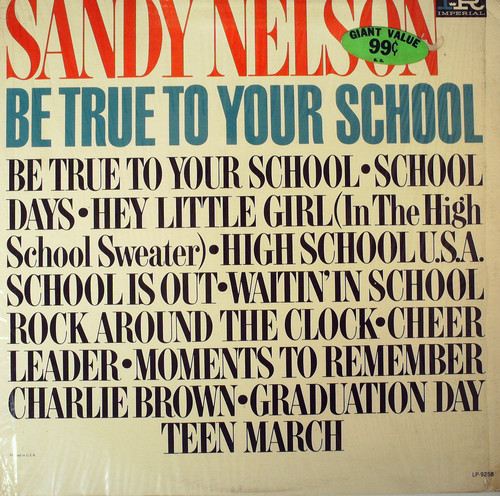 SANDY NELSON
IR
IMPERIAL
GIANT VALUE
99¢
BE TRUE TO YOUR SCHOOL
BE TRUE TO YOUR SCHOOL•SCHOOL
DAYS•HEY LITTLE GIRL (In The High
School Sweater)•HIGH SCHOOL U.S.A.
SCHOOL IS OUT•WAITIN' IN SCHOOL
ROCK AROUND THE CLOCK•CHEER
LEADER•MOMENTS TO REMEMBER
CHARLIE BROWN•GRADUATION DAY
TEEN MARCH
LP-9258